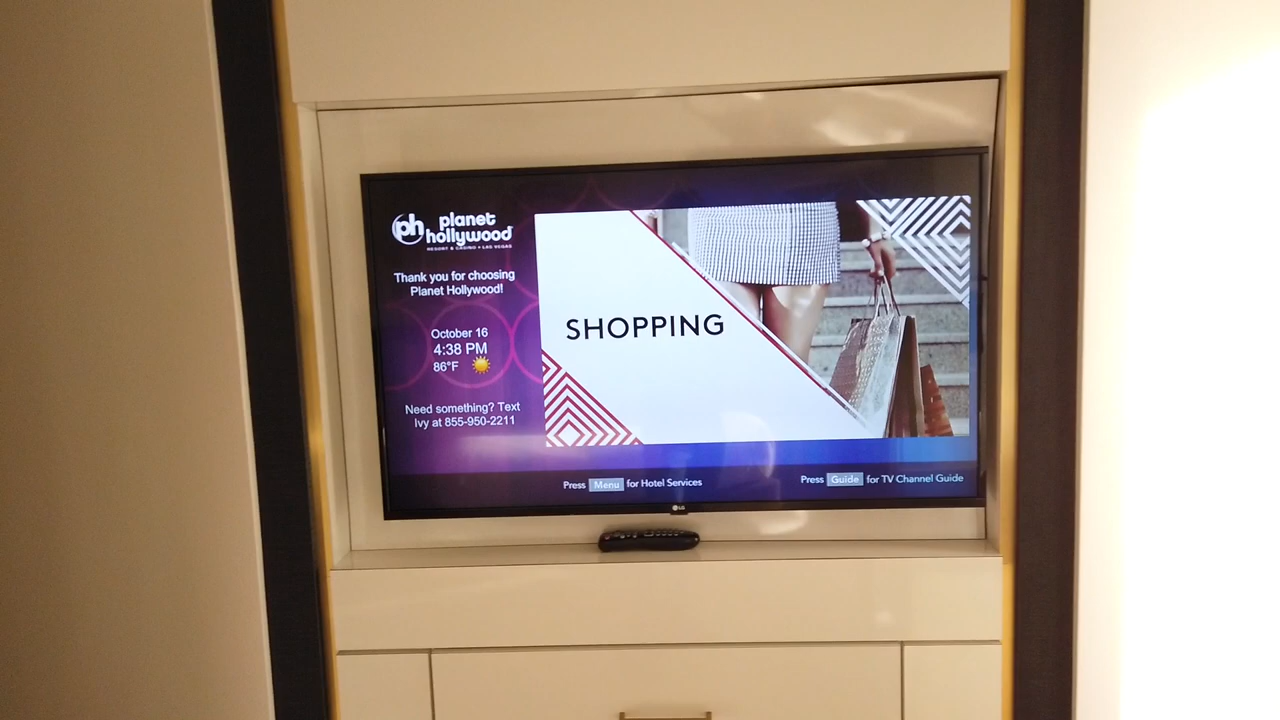 ph planet
hollywood
RESORT & CASINO • LAS VEGAS
Thank you for choosing
Planet Hollywood!
October 16
4:38 PM
86°F
Need something? Text
Ivy at 855-950-2211
SHOPPING
Press Menu for Hotel Services
Press Guide for TV Channel Guide
LG